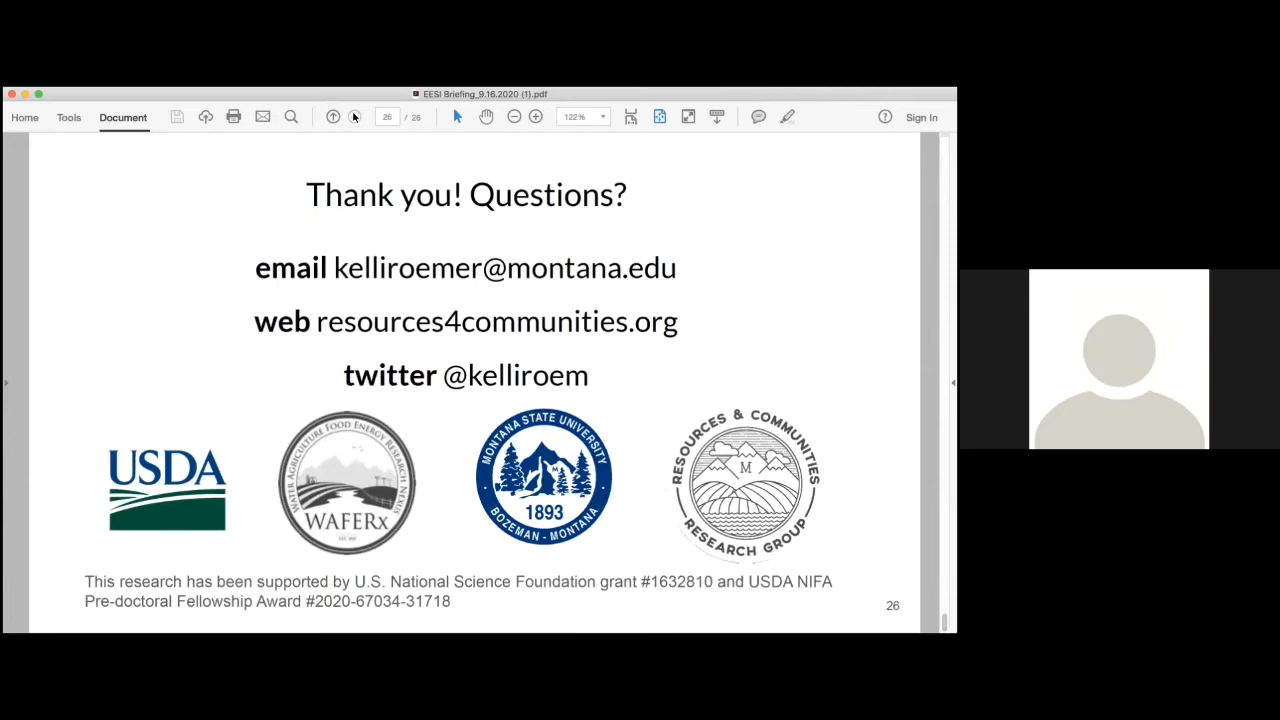 EESI Briefing_9.16.2020 (1).pdf
Home Tools Document 26 / 26 122% Sign In
Thank you! Questions?
email kelliroemer@montana.edu
web resources4communities.org
twitter @kelliroem
USDA
WATER AGRICULTURE FOOD ENERGY RESEARCH NEXUS
WAFERx
MONTANA STATE UNIVERSITY
M
1893
BOZEMAN - MONTANA
RESOURCES & COMMUNITIES
M
RESEARCH GROUP
This research has been supported by U.S. National Science Foundation grant #1632810 and USDA NIFA
Pre-doctoral Fellowship Award #2020-67034-31718
26